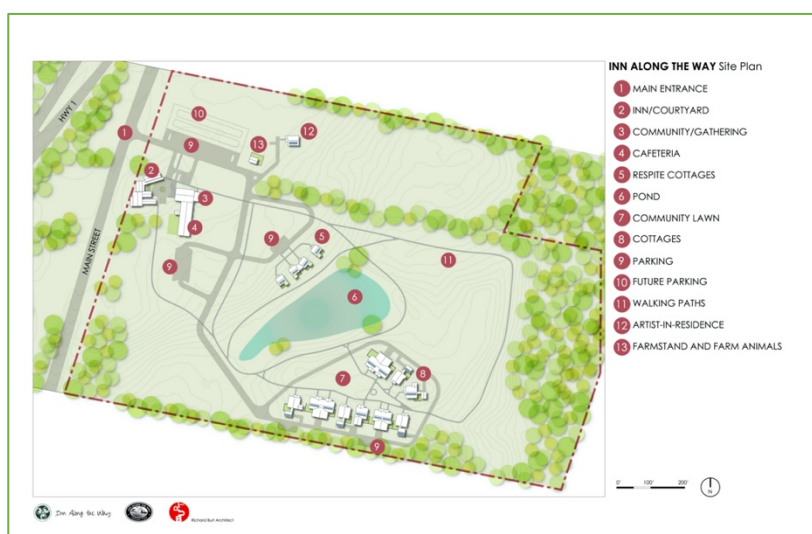 INN ALONG THE WAY Site Plan
1 MAIN ENTRANCE
2 INN/COURTYARD
3 COMMUNITY/GATHERING
4 CAFETERIA
5 RESPITE COTTAGES
6 POND
7 COMMUNITY LAWN
8 COTTAGES
9 PARKING
10 FUTURE PARKING
11 WALKING PATHS
12 ARTIST-IN-RESIDENCE
13 FARMSTAND AND FARM ANIMALS
HWY 1
MAIN STREET
10
12
1
9
13
2
3
4
9
5
11
9
6
7
8
9
0' 100' 200'
N
Inn Along the Way
Richard Burt Architect